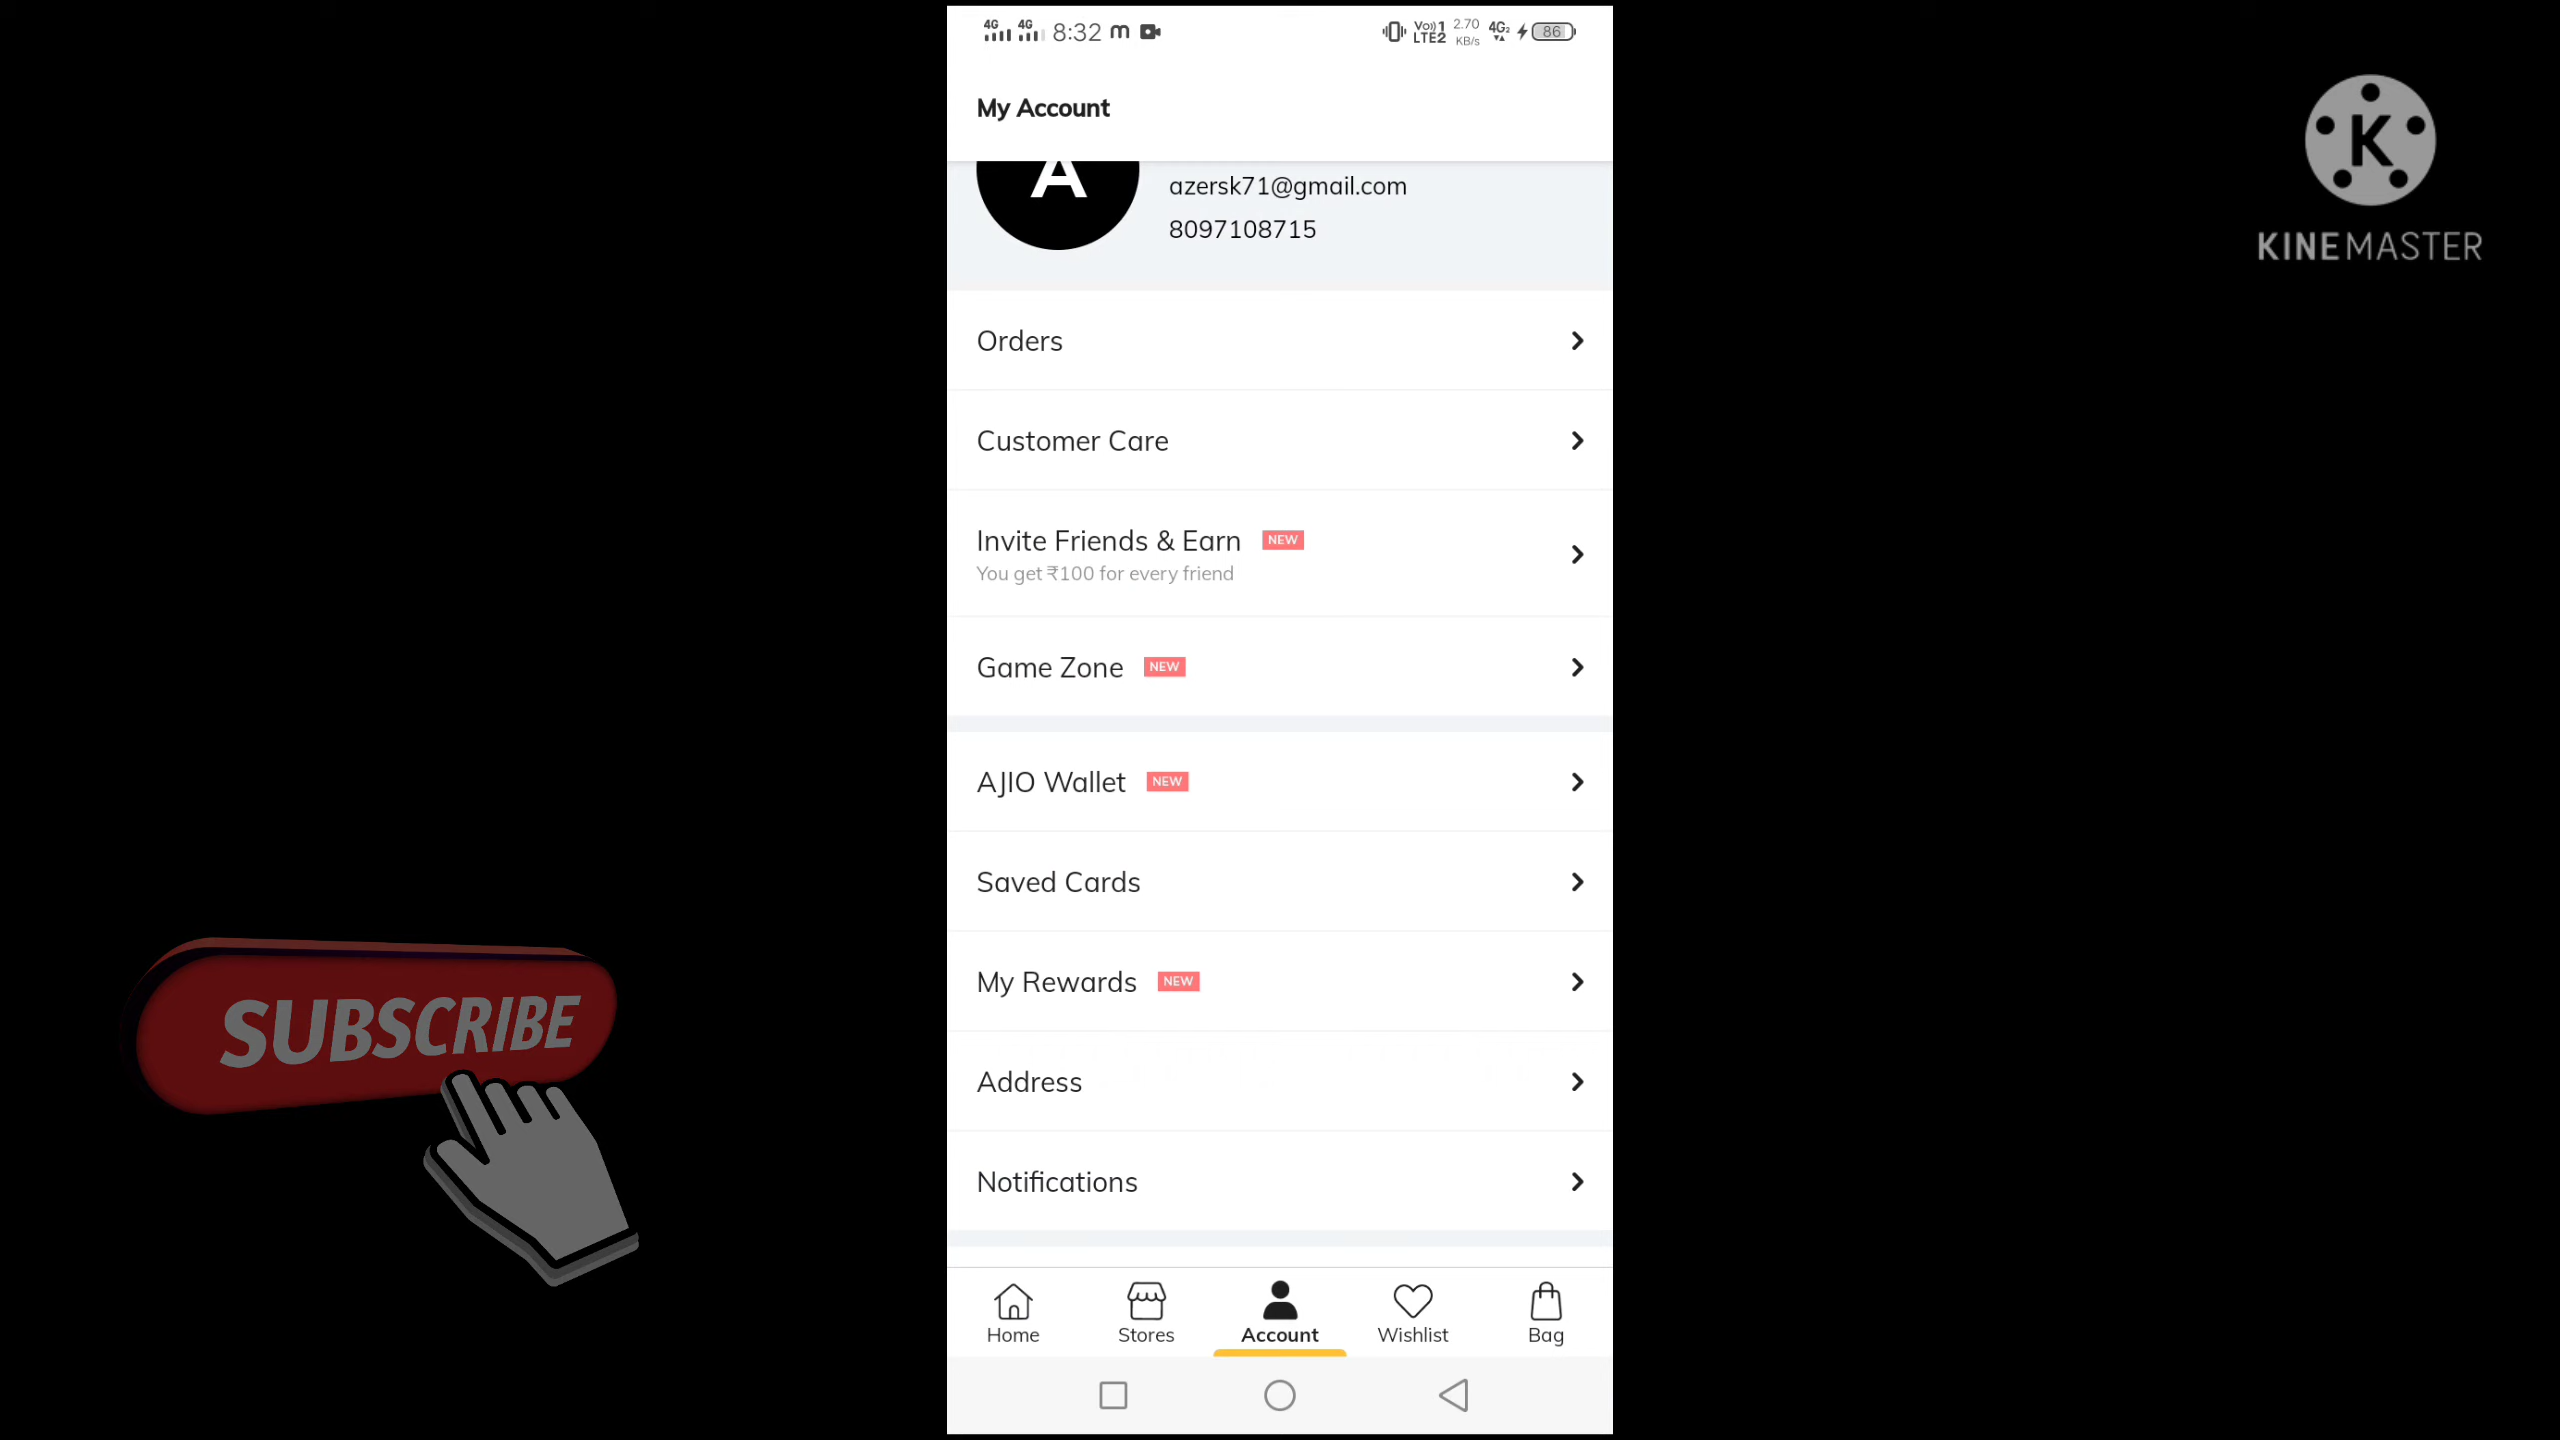 4G 4G 8:32 m
Vo)) 1 LTE2 2.70 KB/s 4G2 86
My Account
A
azersk71@gmail.com
8097108715
Orders
Customer Care
Invite Friends & Earn NEW
You get ₹100 for every friend
Game Zone NEW
AJIO Wallet NEW
Saved Cards
My Rewards NEW
Address
Notifications
Home Stores Account Wishlist Bag
K
KINEMASTER
SUBSCRIBE